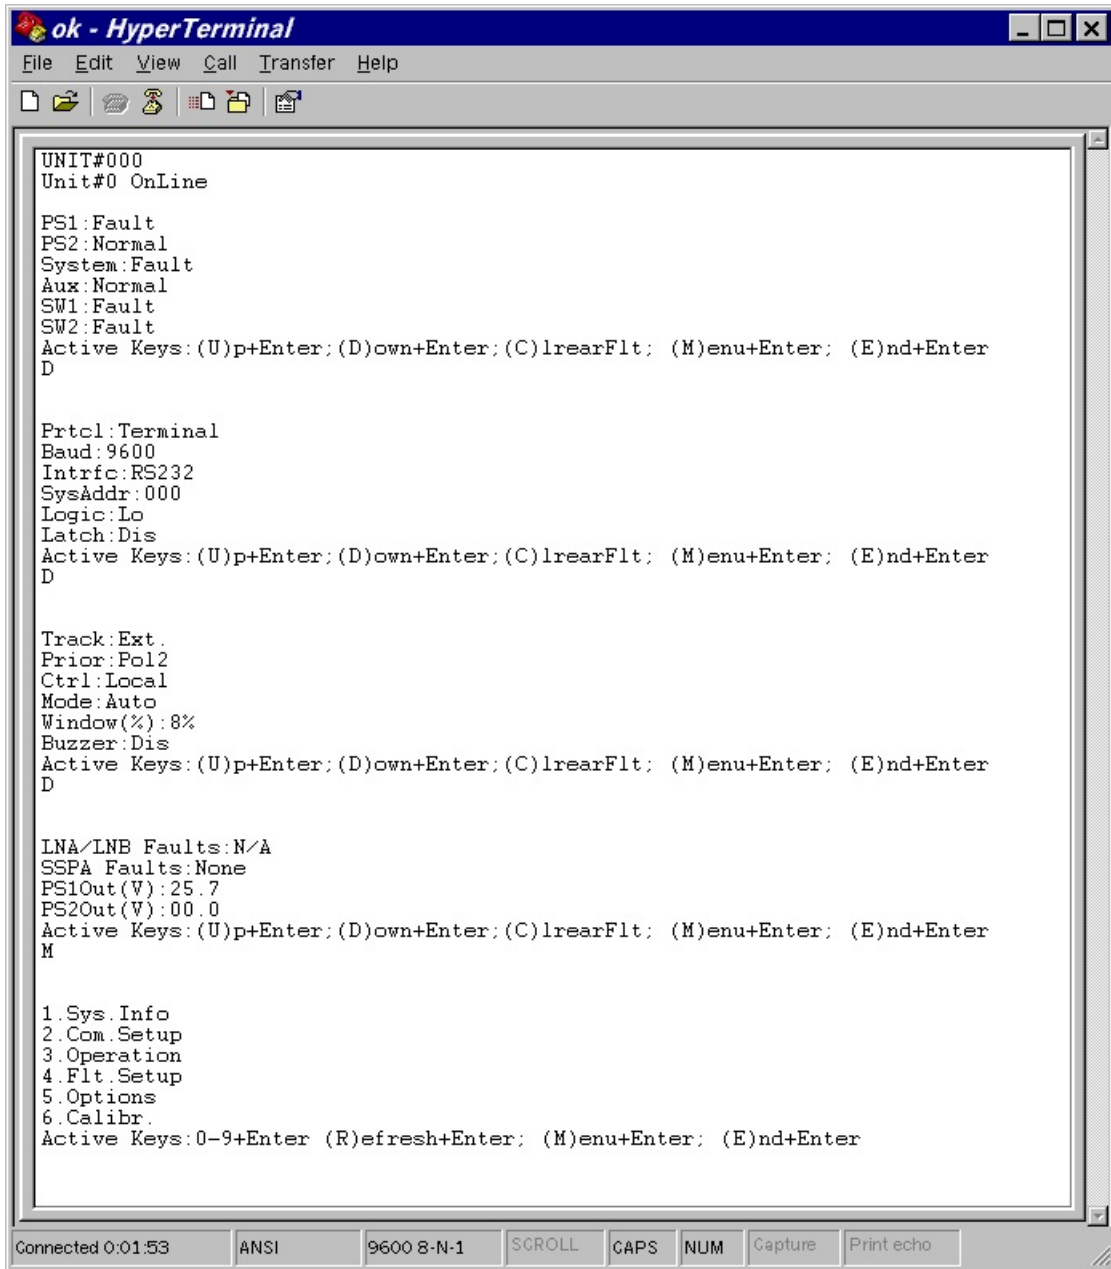 ok - HyperTerminal
File Edit View Call Transfer Help
UNIT#000
Unit#0 OnLine
PS1:Fault
PS2:Normal
System:Fault
Aux:Normal
SW1:Fault
SW2:Fault
Active Keys:(U)p+Enter;(D)own+Enter;(C)lrearFlt; (M)enu+Enter; (E)nd+Enter
D
Prtcl:Terminal
Baud:9600
Intrfc:RS232
SysAddr:000
Logic:Lo
Latch:Dis
Active Keys:(U)p+Enter;(D)own+Enter;(C)lrearFlt; (M)enu+Enter; (E)nd+Enter
D
Track:Ext.
Prior:Pol2
Ctrl:Local
Mode:Auto
Window(%):8%
Buzzer:Dis
Active Keys:(U)p+Enter;(D)own+Enter;(C)lrearFlt; (M)enu+Enter; (E)nd+Enter
D
LNA/LNB Faults:N/A
SSPA Faults:None
PS1Out(V):25.7
PS2Out(V):00.0
Active Keys:(U)p+Enter;(D)own+Enter;(C)lrearFlt; (M)enu+Enter; (E)nd+Enter
M
1.Sys.Info
2.Com.Setup
3.Operation
4.Flt.Setup
5.Options
6.Calibr.
Active Keys:0-9+Enter (R)efresh+Enter; (M)enu+Enter; (E)nd+Enter
Connected 0:01:53 ANSI 9600 8-N-1 SCROLL CAPS NUM Capture Print echo